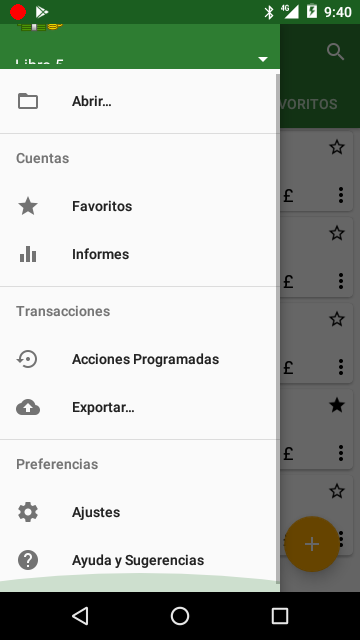 4G
9:40
Libro 5
VORITOS
Abrir...
Cuentas
£
Favoritos
Informes
£
Transacciones
£
Acciones Programadas
Exportar...
£
Preferencias
Ajustes
Ayuda y Sugerencias